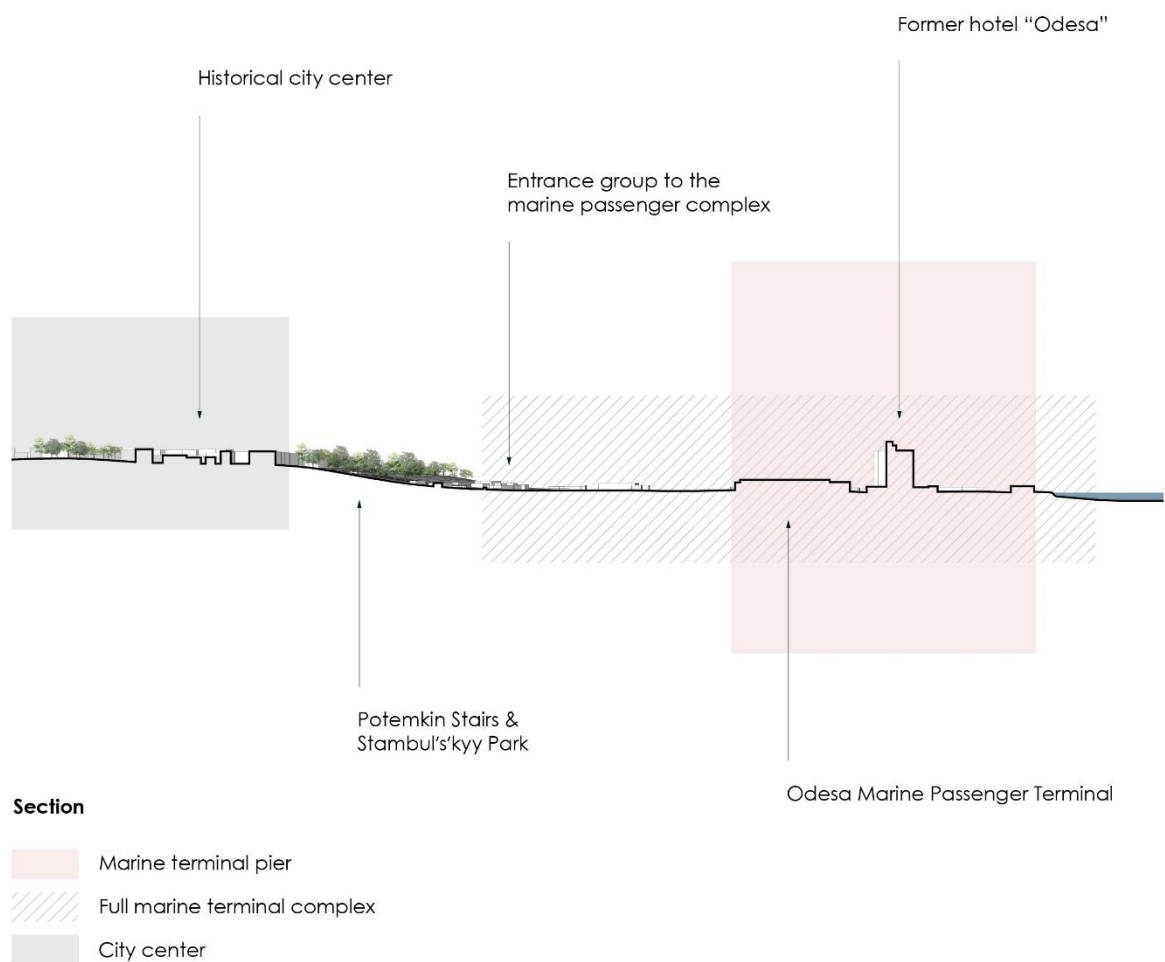 Former hotel “Odesa”
Historical city center
Entrance group to the
marine passenger complex
Potemkin Stairs &
Stambul's'kyy Park
Odesa Marine Passenger Terminal
Section
Marine terminal pier
Full marine terminal complex
City center